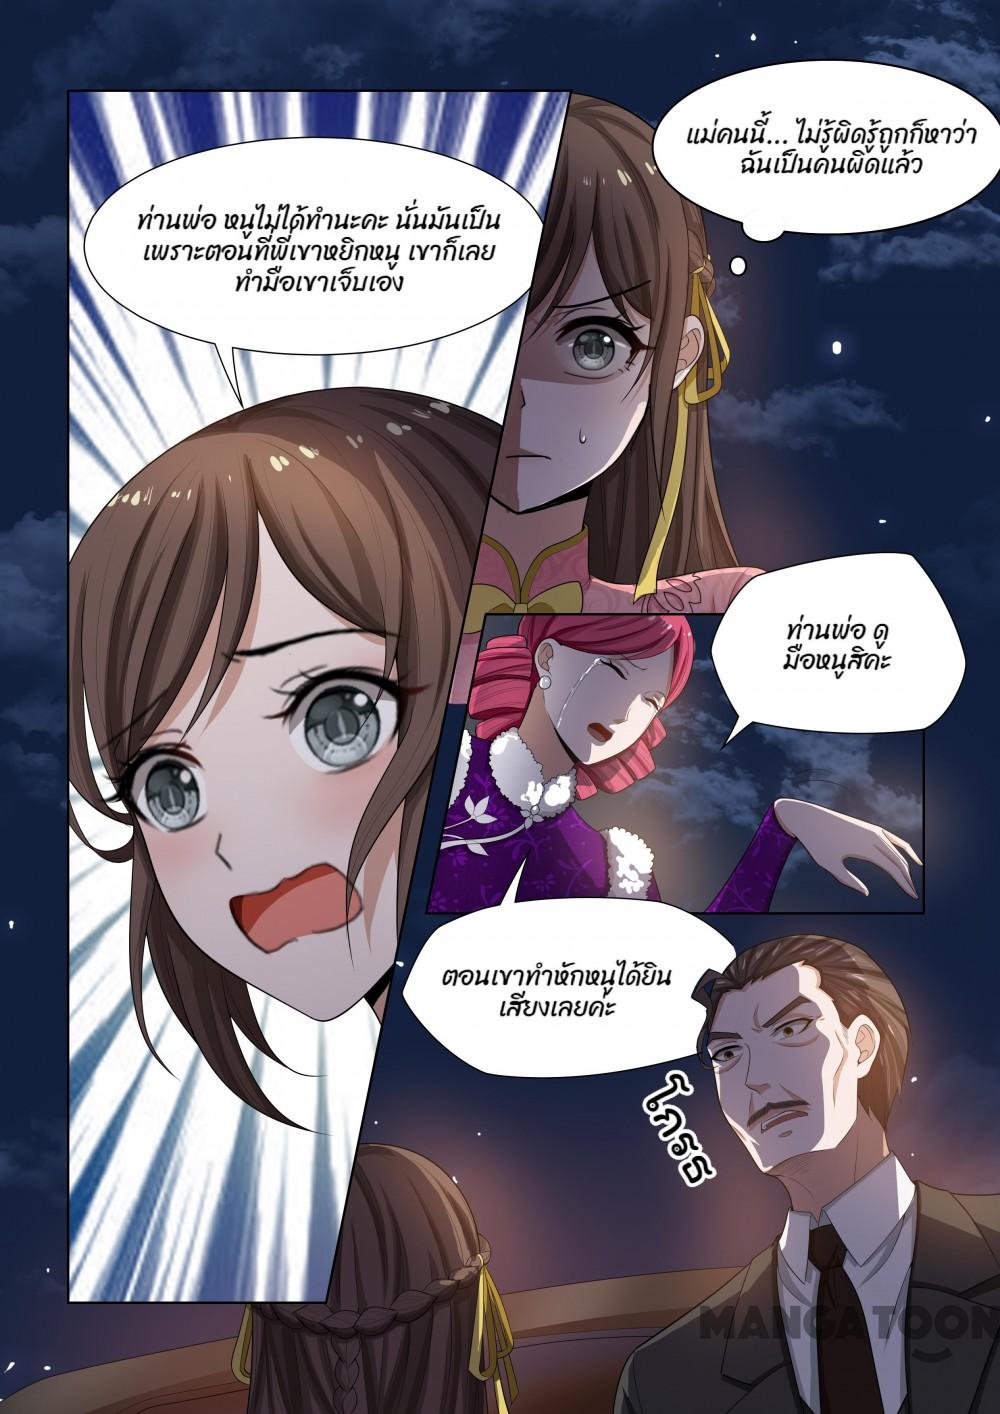 แม่คนนี้... ไม่รู้ผิดรู้ถูกก็หาว่า
ฉันเป็นคนผิดแล้ว
ท่านพ่อ หนูไม่ได้ทำนะคะ นั่นมันเป็น
เพราะตอนที่พี่เขาหยิกหนู เขาก็เลย
ทำมือเขาเจ็บเอง
ท่านพ่อ ดู
มือหนูสิคะ
ตอนเขาทำหักหนูได้ยิน
เสียงเลยค่ะ
โกรธ
MANGATOON